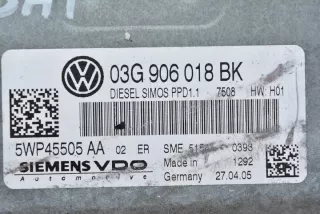 03G 906 018 BK
DIESEL SIMOS PPD1.1 7508 HW H01
5WP45505 AA 02 ER SME 0393
SIEMENS VDO Made in 1292
Automotive Germany 27.04.05